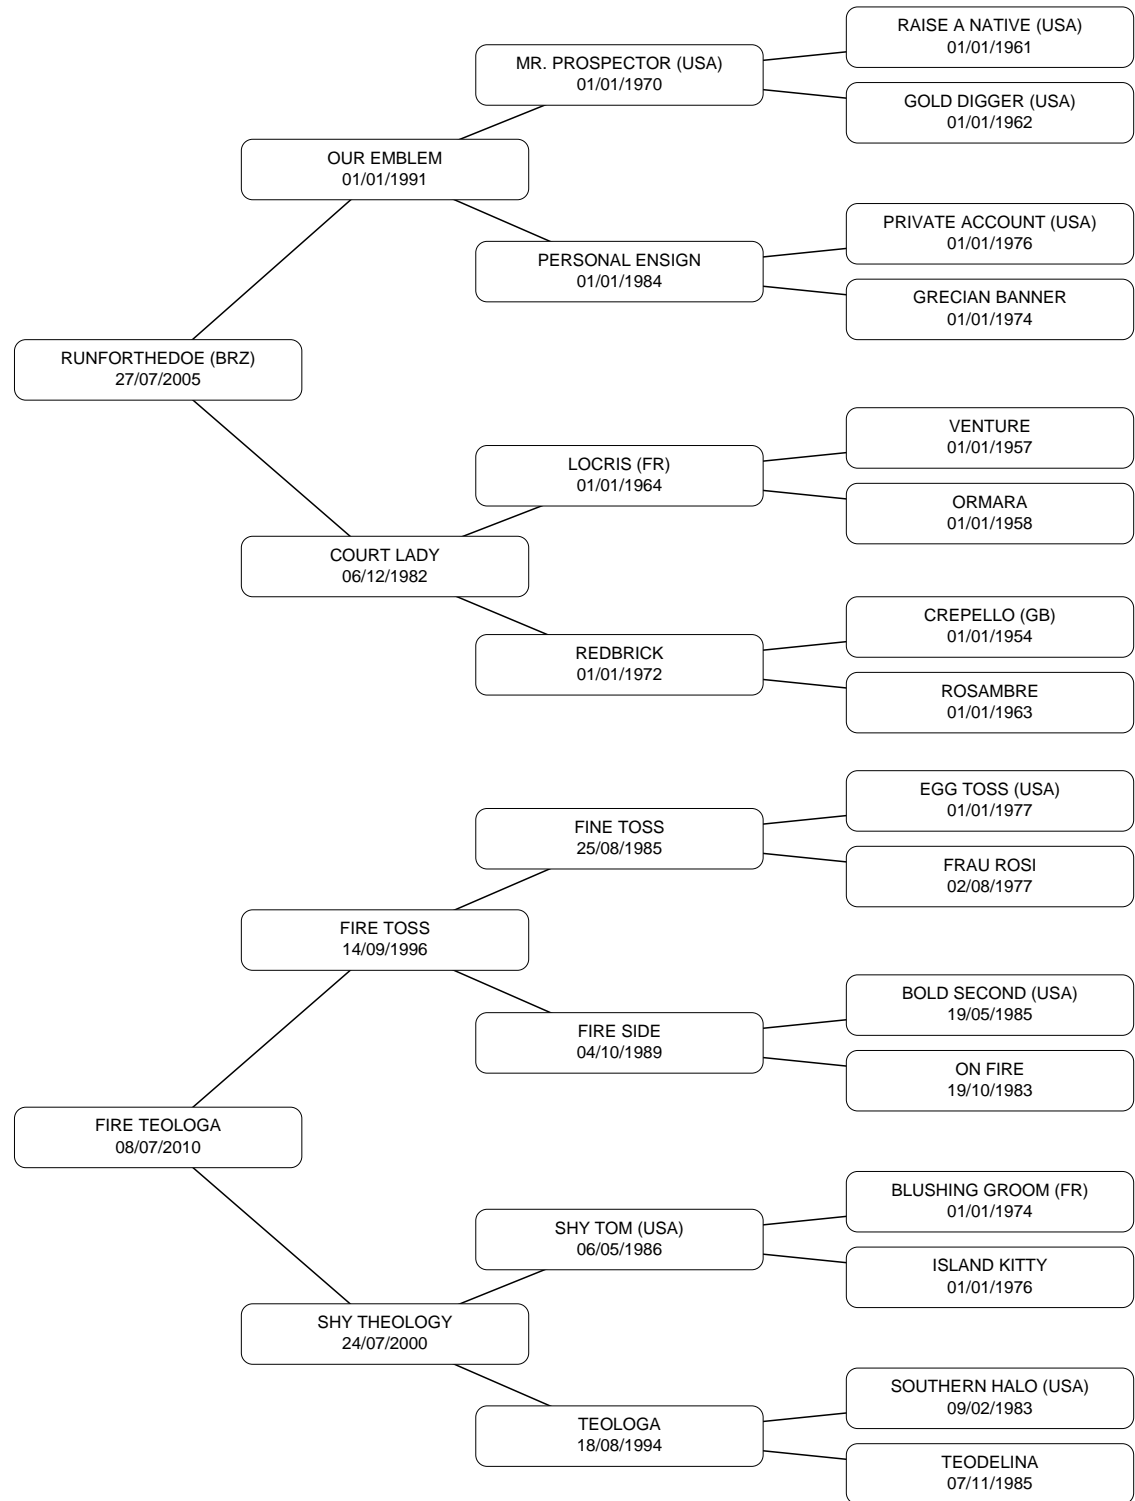 RAISE A NATIVE (USA)
01/01/1961
MR. PROSPECTOR (USA)
01/01/1970
GOLD DIGGER (USA)
01/01/1962
OUR EMBLEM
01/01/1991
PRIVATE ACCOUNT (USA)
01/01/1976
PERSONAL ENSIGN
01/01/1984
GRECIAN BANNER
01/01/1974
RUNFORTHEDOE (BRZ)
27/07/2005
VENTURE
01/01/1957
LOCRIS (FR)
01/01/1964
ORMARA
01/01/1958
COURT LADY
06/12/1982
CREPELLO (GB)
01/01/1954
REDBRICK
01/01/1972
ROSAMBRE
01/01/1963
EGG TOSS (USA)
01/01/1977
FINE TOSS
25/08/1985
FRAU ROSI
02/08/1977
FIRE TOSS
14/09/1996
BOLD SECOND (USA)
19/05/1985
FIRE SIDE
04/10/1989
ON FIRE
19/10/1983
FIRE TEOLOGA
08/07/2010
BLUSHING GROOM (FR)
01/01/1974
SHY TOM (USA)
06/05/1986
ISLAND KITTY
01/01/1976
SHY THEOLOGY
24/07/2000
SOUTHERN HALO (USA)
09/02/1983
TEOLOGA
18/08/1994
TEODELINA
07/11/1985